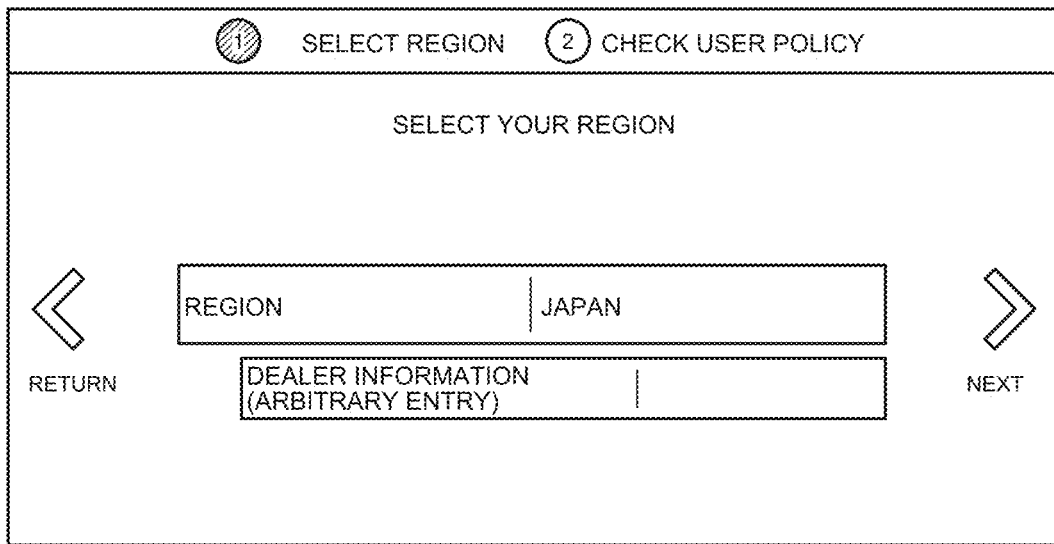 1 SELECT REGION 2 CHECK USER POLICY
SELECT YOUR REGION
REGION JAPAN
RETURN
DEALER INFORMATION
(ARBITRARY ENTRY)
NEXT